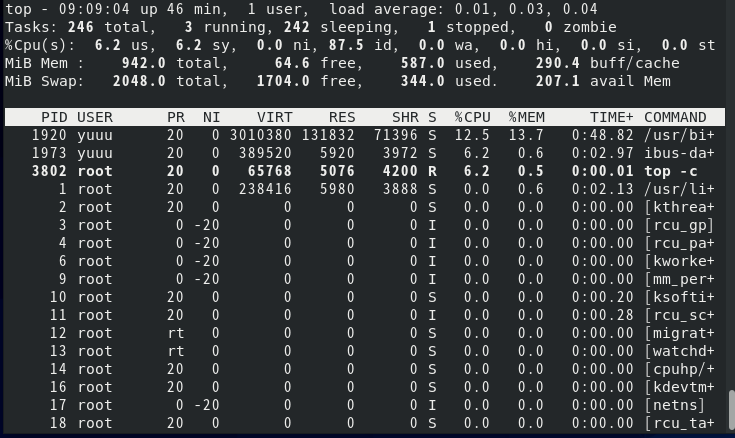 top - 09:09:04 up 46 min,  1 user,  load average: 0.01, 0.03, 0.04
Tasks: 246 total,   3 running, 242 sleeping,   1 stopped,   0 zombie
%Cpu(s):  6.2 us,  6.2 sy,  0.0 ni, 87.5 id,  0.0 wa,  0.0 hi,  0.0 si,  0.0 st
MiB Mem :    942.0 total,     64.6 free,    587.0 used,    290.4 buff/cache
MiB Swap:   2048.0 total,   1704.0 free,    344.0 used.    207.1 avail Mem
PID USER      PR  NI    VIRT    RES    SHR S  %CPU  %MEM     TIME+ COMMAND
1920 yuuu      20   0 3010380 131832  71396 S  12.5  13.7   0:48.82 /usr/bi+
1973 yuuu      20   0  389520   5920   3972 S   6.2   0.6   0:02.97 ibus-da+
3802 root      20   0   65768   5076   4200 R   6.2   0.5   0:00.01 top -c
1 root      20   0  238416   5980   3888 S   0.0   0.6   0:02.13 /usr/li+
2 root      20   0       0      0      0 S   0.0   0.0   0:00.00 [kthrea+
3 root       0 -20       0      0      0 I   0.0   0.0   0:00.00 [rcu_gp]
4 root       0 -20       0      0      0 I   0.0   0.0   0:00.00 [rcu_pa+
6 root       0 -20       0      0      0 I   0.0   0.0   0:00.00 [kworke+
9 root       0 -20       0      0      0 I   0.0   0.0   0:00.00 [mm_per+
10 root      20   0       0      0      0 S   0.0   0.0   0:00.20 [ksofti+
11 root      20   0       0      0      0 I   0.0   0.0   0:00.28 [rcu_sc+
12 root      rt   0       0      0      0 S   0.0   0.0   0:00.00 [migrat+
13 root      rt   0       0      0      0 S   0.0   0.0   0:00.00 [watchd+
14 root      20   0       0      0      0 S   0.0   0.0   0:00.00 [cpuhp/+
16 root      20   0       0      0      0 S   0.0   0.0   0:00.00 [kdevtm+
17 root       0 -20       0      0      0 I   0.0   0.0   0:00.00 [netns]
18 root      20   0       0      0      0 S   0.0   0.0   0:00.00 [rcu_ta+